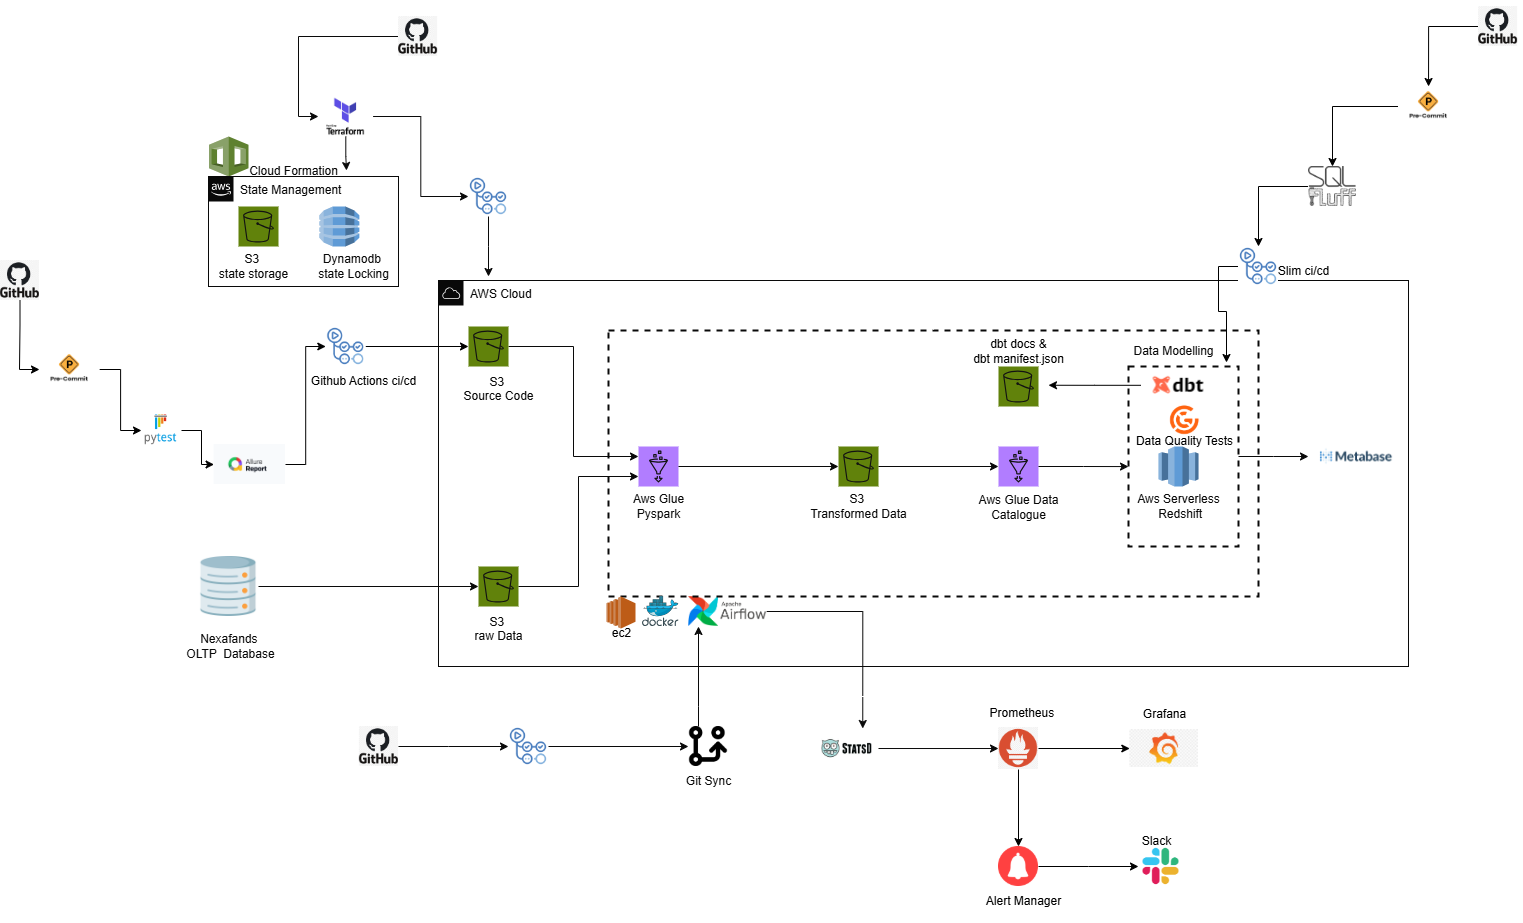 GitHub
GitHub
Terraform
P
Pre-Commit
Cloud Formation
aws
State Management
SQL
fluff
S3
state storage
Dynamodb
state Locking
GitHub
Slim ci/cd
AWS Cloud
dbt docs &
dbt manifest.json
Data Modelling
P
Pre-Commit
Github Actions ci/cd
S3
Source Code
dbt
pytest
Allure
Report
Data Quality Tests
Metabase
Aws Glue
Pyspark
S3
Transformed Data
Aws Glue Data
Catalogue
Aws Serverless
Redshift
Nexafands
OLTP Database
S3
raw Data
ec2
docker
Apache
Airflow
GitHub
Git Sync
STATSD
Prometheus
Grafana
Alert Manager
Slack